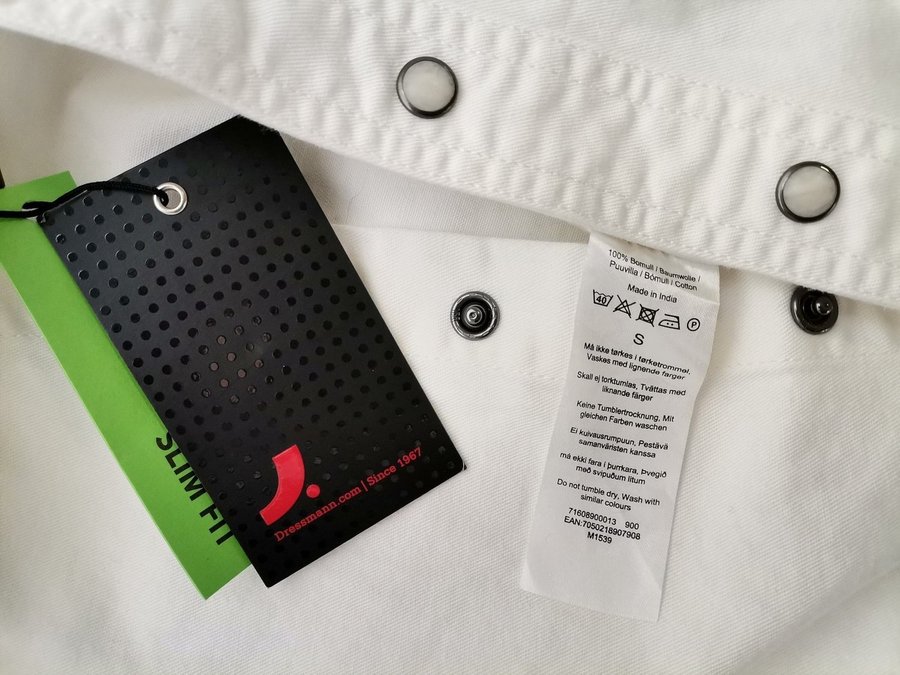 SLIM FIT
Dressmann.com | Since 1967
100% Bomull / Baumwolle /
Puuvilla / Bómull / Cotton
Made in India
40 P
S
Må ikke tørkes i tørketrommel,
Vaskes med lignende farger
Skall ej torktumlas, Tvättas med
liknande färger
Keine Tumblertrocknung, Mit
gleichen Farben waschen
Ei kuivausrumpuun, Pestävä
samanväristen kanssa
má ekki fara í þurrkara, Þvegið
með svipuðum litum
Do not tumble dry, Wash with
similar colours
71608900013 900
EAN:7050218907908
M1539